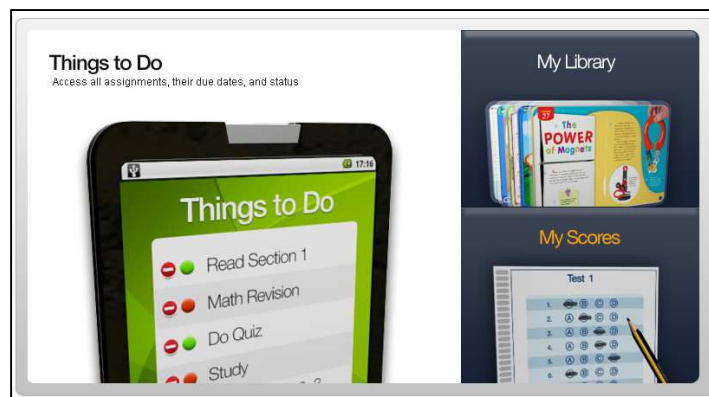 Things to Do
Access all assignments, their due dates, and status
17:16
Things to Do
Read Section 1
Math Revision
Do Quiz
Study
My Library
37
The
POWER
of Magnets
My Scores
Test 1
1. B C D
2. A C D
3. A B D
4. A C D
5. A B C
6. B C D